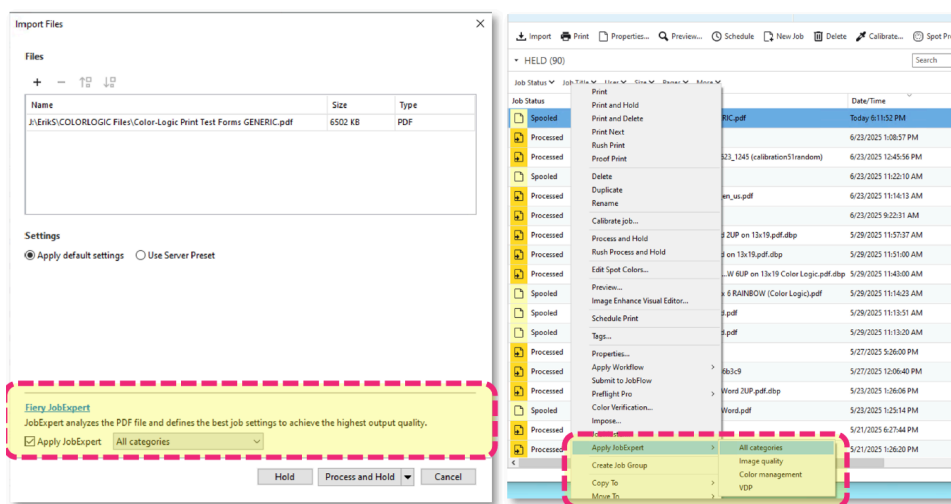 Import Files
Files
Name Size Type
J:\ErikS\COLORLOGIC Files\Color-Logic Print Test Forms GENERIC.pdf 6502 KB PDF
Settings
Apply default settings Use Server Preset
Fiery JobExpert
JobExpert analyzes the PDF file and defines the best job settings to achieve the highest output quality.
Apply JobExpert All categories
Hold Process and Hold Cancel
Import Print Properties... Preview... Schedule New Job Delete Calibrate... Spot Pr
HELD (90)
Search
Job Status Job Title User Size Pages More
Job Status Date/Time
Spooled RIC.pdf Today 6:11:52 PM
Processed 6/23/2025 1:08:57 PM
Processed 523_1245 (calibration51random) 6/23/2025 12:45:56 PM
Spooled 6/23/2025 11:22:10 AM
Processed en_us.pdf 6/23/2025 11:14:13 AM
Processed 6/23/2025 9:22:31 AM
Processed d 2UP on 13x19.pdf.dbp 5/29/2025 11:57:37 AM
Processed d on 13x19.pdf.dbp 5/29/2025 11:51:00 AM
Processed ...W 6UP on 13x19 Color Logic.pdf.dbp 5/29/2025 11:43:00 AM
Spooled x 6 RAINBOW (Color Logic).pdf 5/29/2025 11:14:23 AM
Spooled d.pdf 5/29/2025 11:13:51 AM
Spooled d.pdf 5/29/2025 11:13:20 AM
Processed 5/27/2025 5:26:00 PM
Processed 6b3c9 5/27/2025 12:06:40 PM
Processed Word 2UP.pdf.dbp 5/23/2025 1:26:06 PM
Spooled Word.pdf 5/23/2025 1:25:14 PM
Processed 5/21/2025 6:27:44 PM
Processed 5/21/2025 1:26:20 PM
Print
Print and Hold
Print and Delete
Print Next
Rush Print
Proof Print
Delete
Duplicate
Rename
Calibrate job...
Process and Hold
Rush Process and Hold
Edit Spot Colors...
Preview...
Image Enhance Visual Editor...
Schedule Print
Tags...
Properties...
Apply Workflow
Submit to JobFlow
Preflight Pro
Color Verification...
Impose...
Apply JobExpert
Create Job Group
Copy To
Move To
All categories
Image quality
Color management
VDP